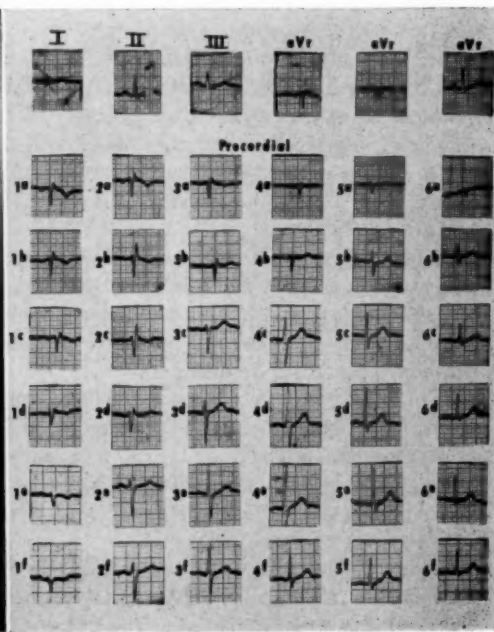 I II III aVr aVr aVr
Precordial
1a 2a 3a 4a 5a 6a
1b 2b 3b 4b 5b 6b
1c 2c 3c 4c 5c 6c
1d 2d 3d 4d 5d 6d
1e 2e 3e 4e 5e 6e
1f 2f 3f 4f 5f 6f